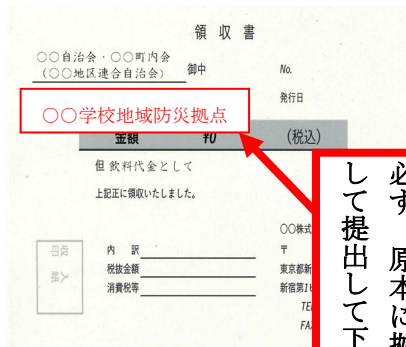 領 収 書
○○自治会・○○町内会
(○○地区連合自治会) 御中
No.
発行日
○○学校地域防災拠点
金額 ¥0 (税込)
但 飲料代金として
上記正に領収いたしました。
必ず 原本に
して提出して下
○○株式
〒
東京都新
新宿第1
TE
FA
内 訳
税抜金額
消費税等
収入
印紙